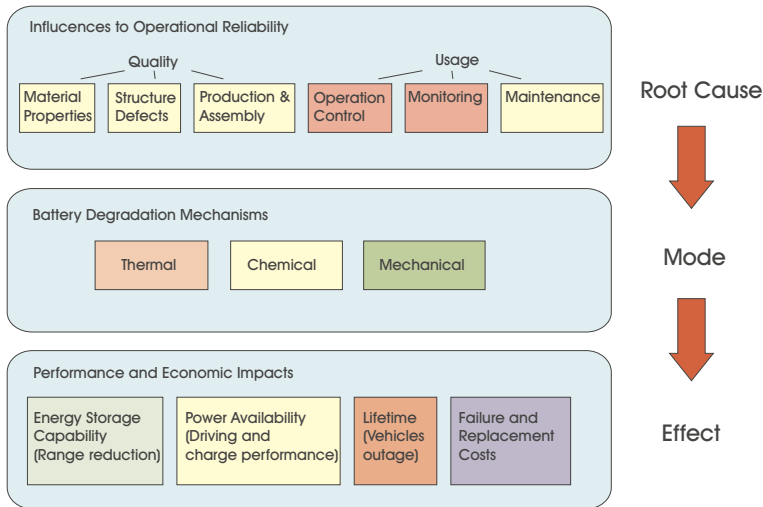 Influcences to Operational Reliability
Quality
Usage
Material
Properties
Structure
Defects
Production &
Assembly
Operation
Control
Monitoring
Maintenance
Root Cause
Battery Degradation Mechanisms
Thermal
Chemical
Mechanical
Mode
Performance and Economic Impacts
Energy Storage
Capability
(Range reduction)
Power Availability
(Driving and
charge performance)
Lifetime
(Vehicles
outage)
Failure and
Replacement
Costs
Effect